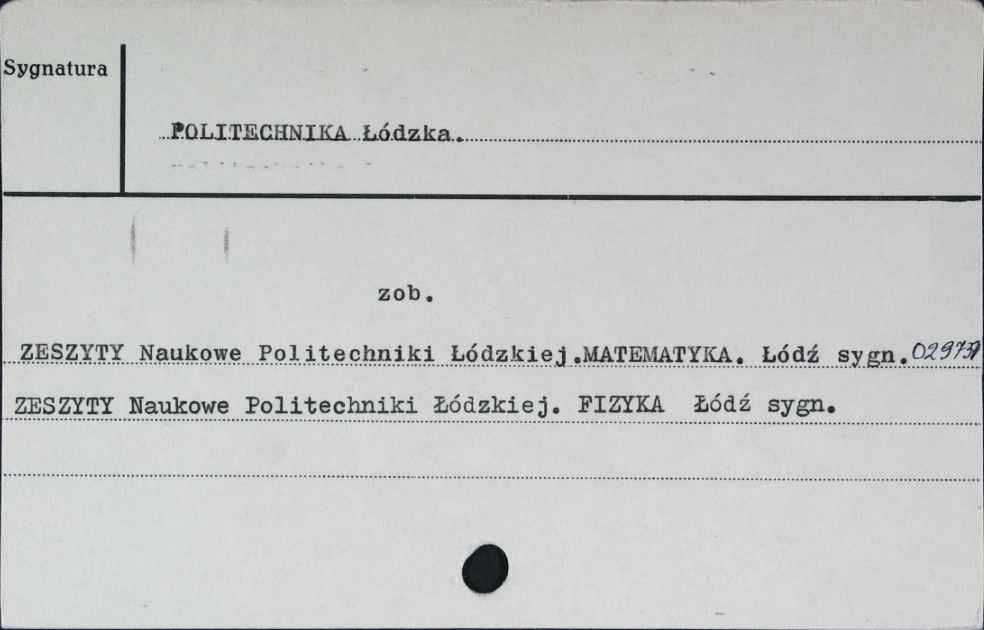 Sygnatura
POLITECHNIKA Łódzka.
zob.
ZESZYTY Naukowe Politechniki Łódzkiej.MATEMATYKA. Łódź sygn.
ZESZYTY Naukowe Politechniki Łódzkiej. FIZYKA Łódź sygn.